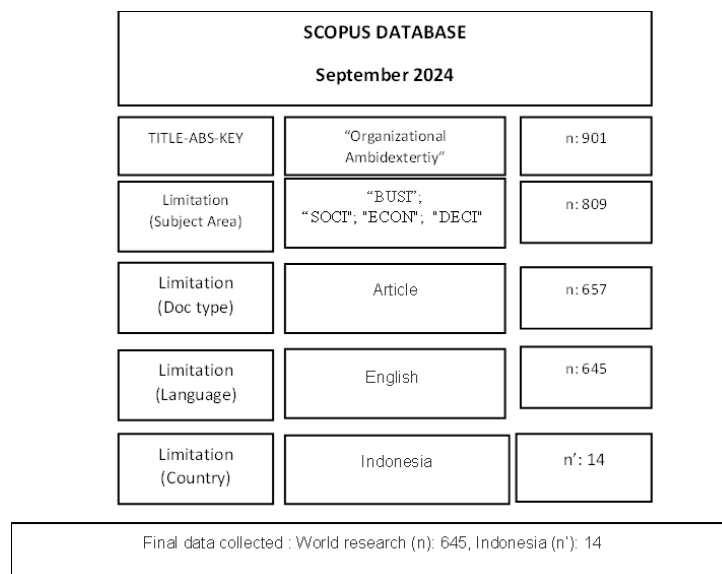 SCOPUS DATABASE
September 2024
TITLE-ABS-KEY
“Organizational
Ambidextertiy”
n: 901
Limitation
(Subject Area)
“BUSI”;
“SOCI"; "ECON"; "DECI"
n: 809
Limitation
(Doc type)
Article
n: 657
Limitation
(Language)
English
n: 645
Limitation
(Country)
Indonesia
n’: 14
Final data collected : World research (n): 645, Indonesia (n’): 14